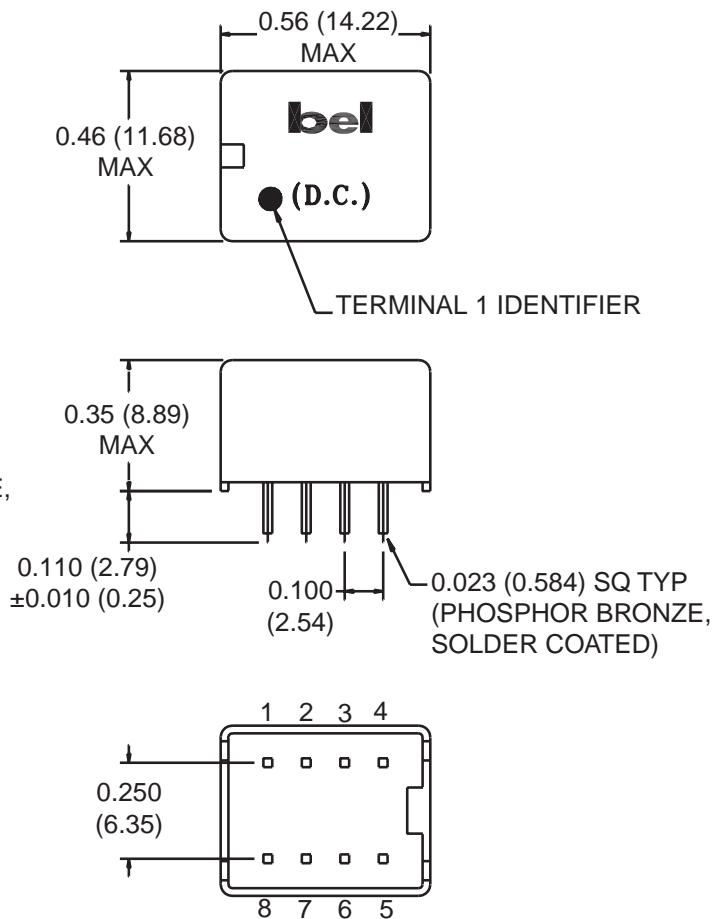 0.56 (14.22)
MAX
bel
0.46 (11.68)
MAX
(D.C.)
TERMINAL 1 IDENTIFIER
0.35 (8.89)
MAX
E,
0.110 (2.79)
±0.010 (0.25)
0.100
(2.54)
0.023 (0.584) SQ TYP
(PHOSPHOR BRONZE,
SOLDER COATED)
1 2 3 4
0.250
(6.35)
8 7 6 5